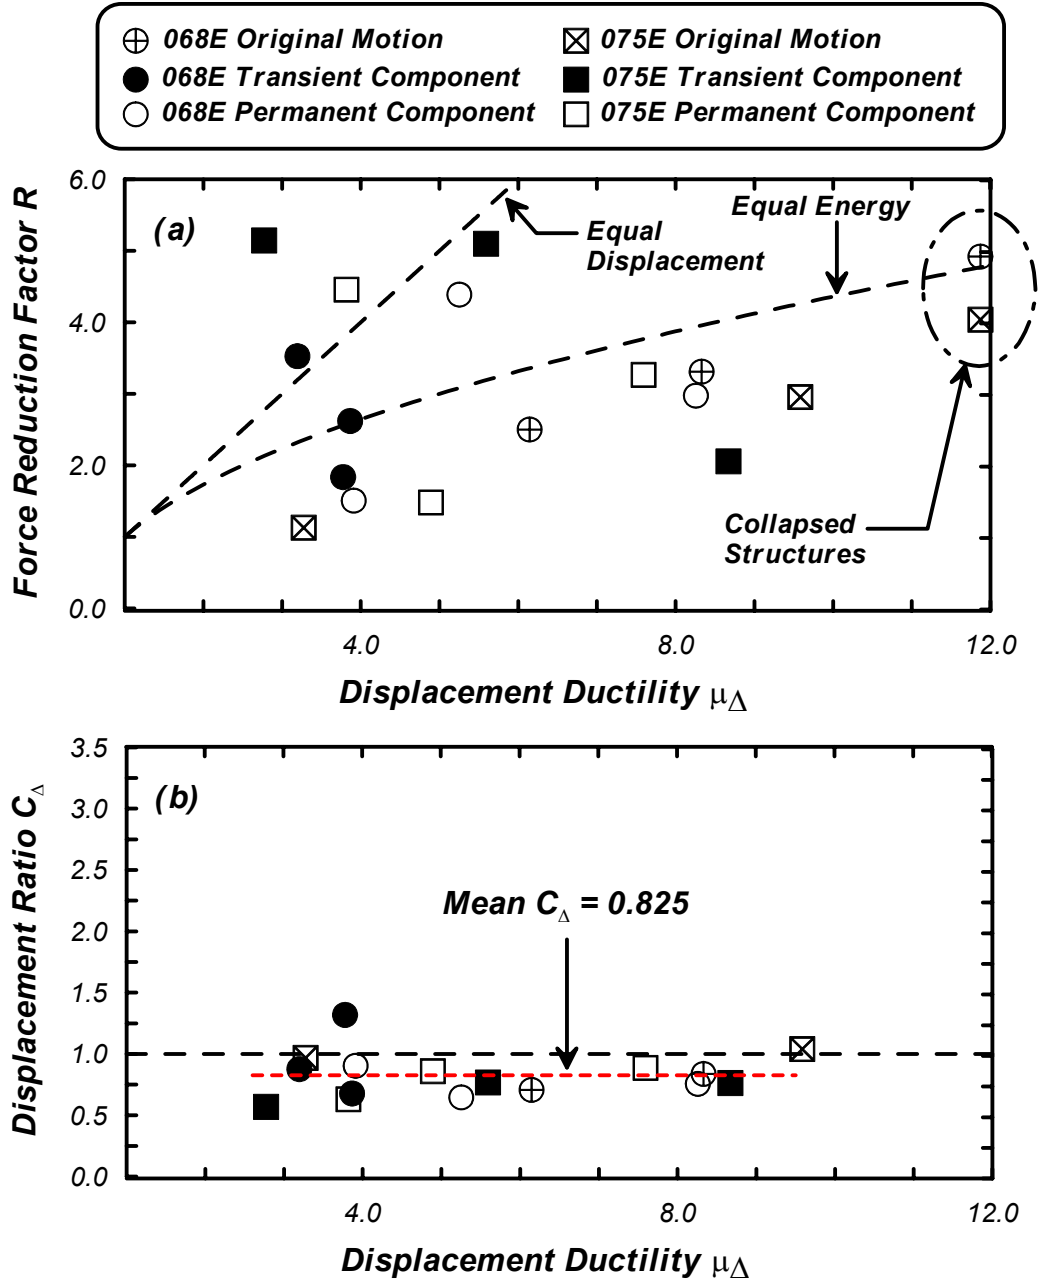 068E Original Motion
075E Original Motion
068E Transient Component
075E Transient Component
068E Permanent Component
075E Permanent Component
6.0
4.0
2.0
0.0
Force Reduction Factor R
(a)
Equal Energy
Equal
Displacement
Collapsed
Structures
4.0
8.0
12.0
Displacement Ductility μΔ
3.5
3.0
2.5
2.0
1.5
1.0
0.5
0.0
Displacement Ratio CΔ
(b)
Mean CΔ = 0.825
4.0
8.0
12.0
Displacement Ductility μΔ